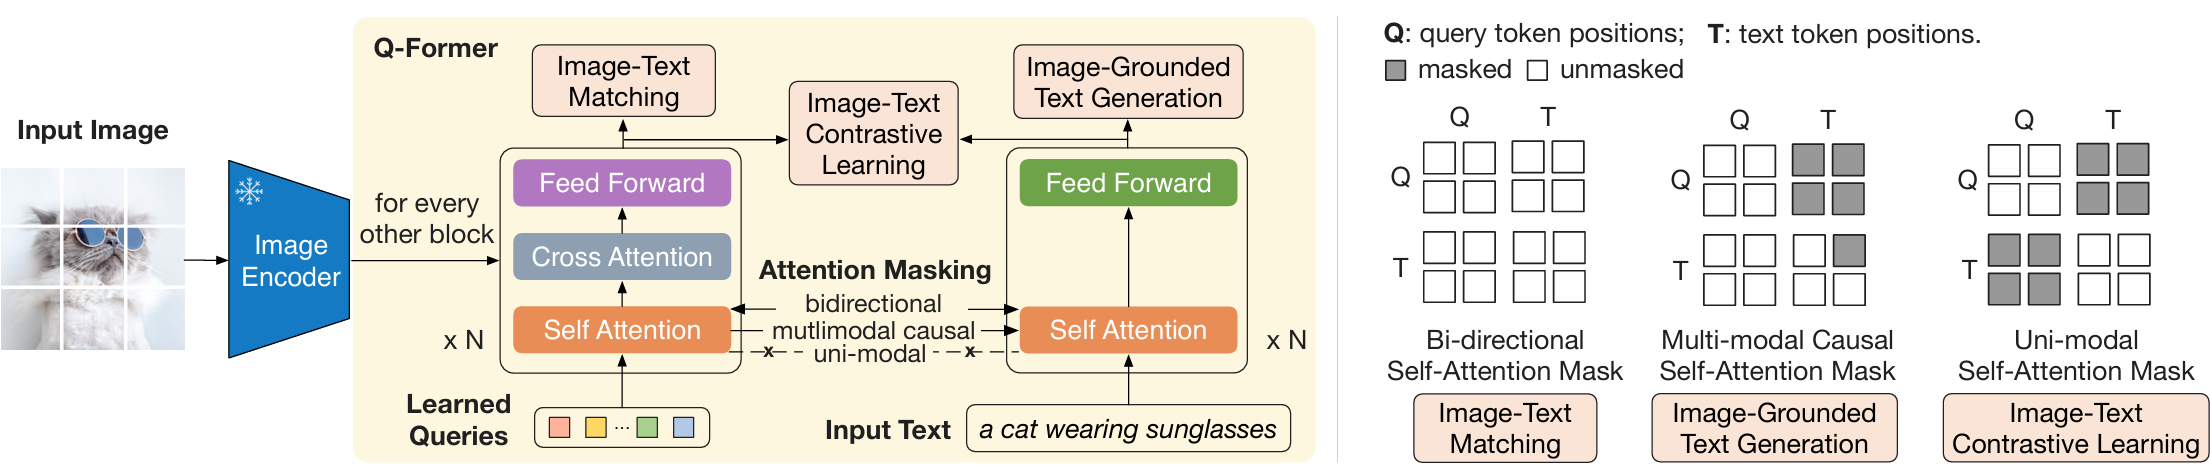 Q-Former
Input Image
Image
Encoder
for every
other block
Image-Text
Matching
Image-Text
Contrastive
Learning
Image-Grounded
Text Generation
Feed Forward
Cross Attention
Self Attention
x N
Feed Forward
Self Attention
x N
Attention Masking
bidirectional
mutlimodal causal
x uni-modal x
Learned
Queries
...
Input Text
a cat wearing sunglasses
Q: query token positions; T: text token positions.
masked unmasked
Q T
Q
T
Bi-directional
Self-Attention Mask
Image-Text
Matching
Q T
Q
T
Multi-modal Causal
Self-Attention Mask
Image-Grounded
Text Generation
Q T
Q
T
Uni-modal
Self-Attention Mask
Image-Text
Contrastive Learning